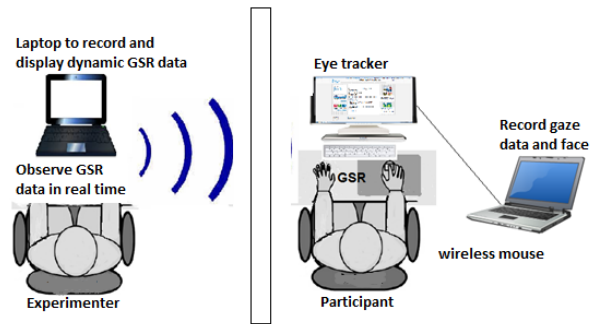 Laptop to record and
display dynamic GSR data
Observe GSR
data in real time
Experimenter
Eye tracker
GSR
Participant
Record gaze
data and face
wireless mouse